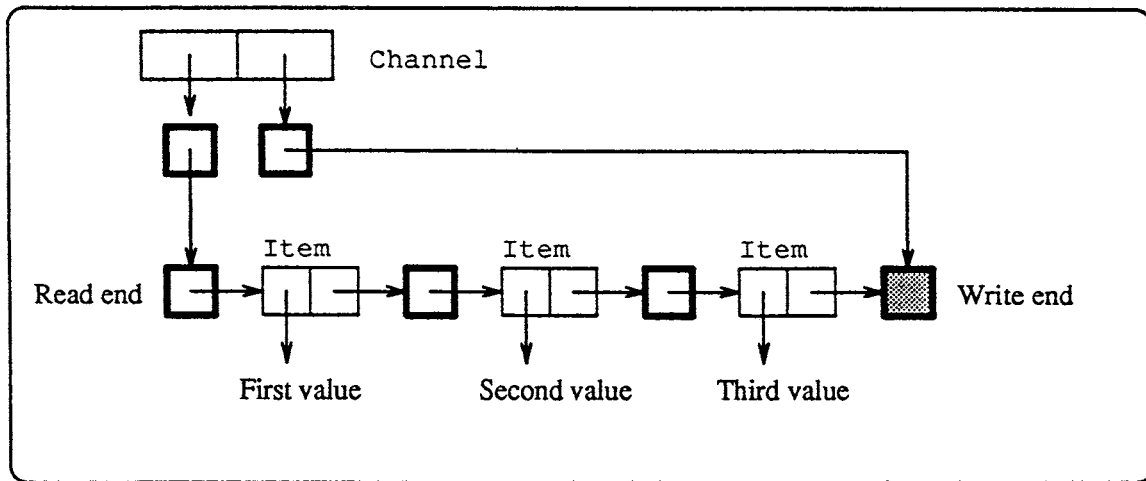 Channel
Item Item Item
Read end Write end
First value Second value Third value